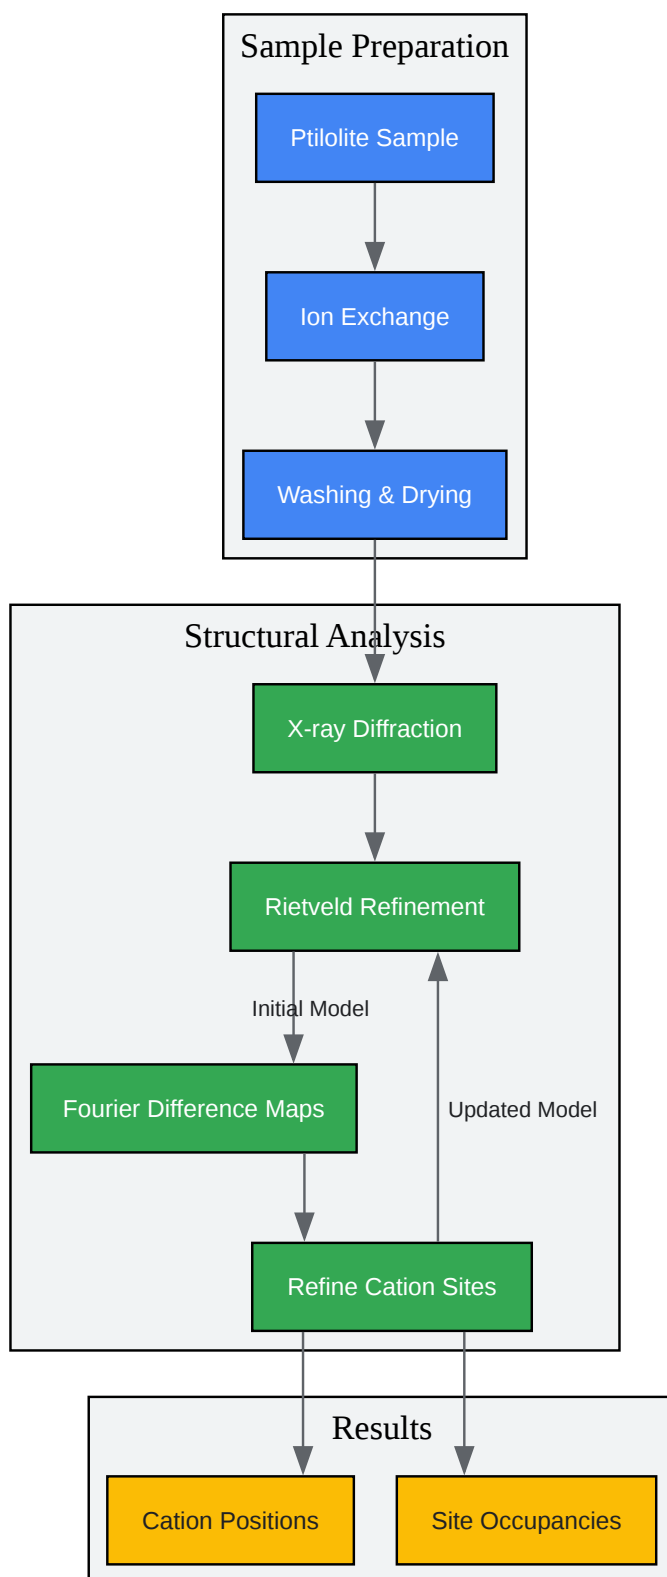 Sample Preparation
Ptilolite Sample
Ion Exchange
Washing & Drying
Structural Analysis
X-ray Diffraction
Rietveld Refinement
Initial Model
Fourier Difference Maps
Updated Model
Refine Cation Sites
Results
Cation Positions
Site Occupancies